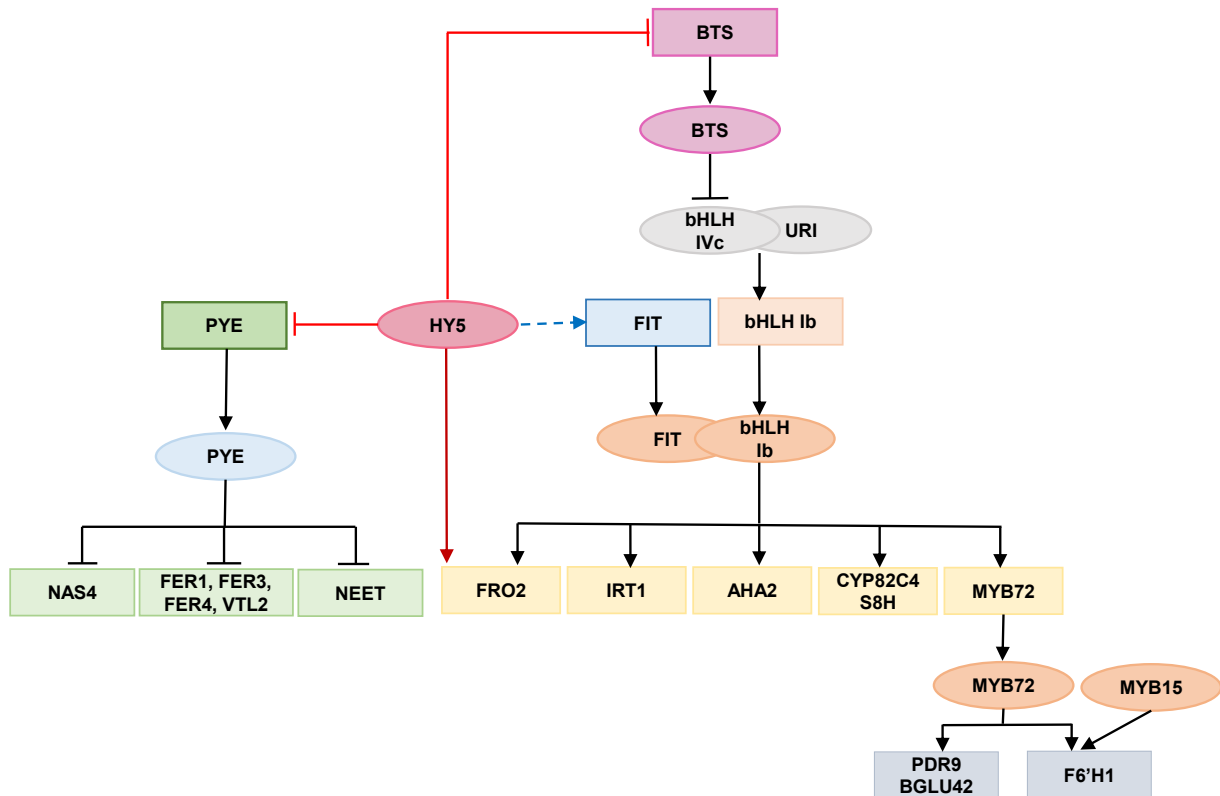 BTS
BTS
bHLH
IVc
URI
PYE
HY5
FIT
bHLH Ib
PYE
FIT
bHLH
Ib
NAS4
FER1, FER3,
FER4, VTL2
NEET
FRO2
IRT1
AHA2
CYP82C4
S8H
MYB72
MYB72
MYB15
PDR9
BGLU42
F6’H1